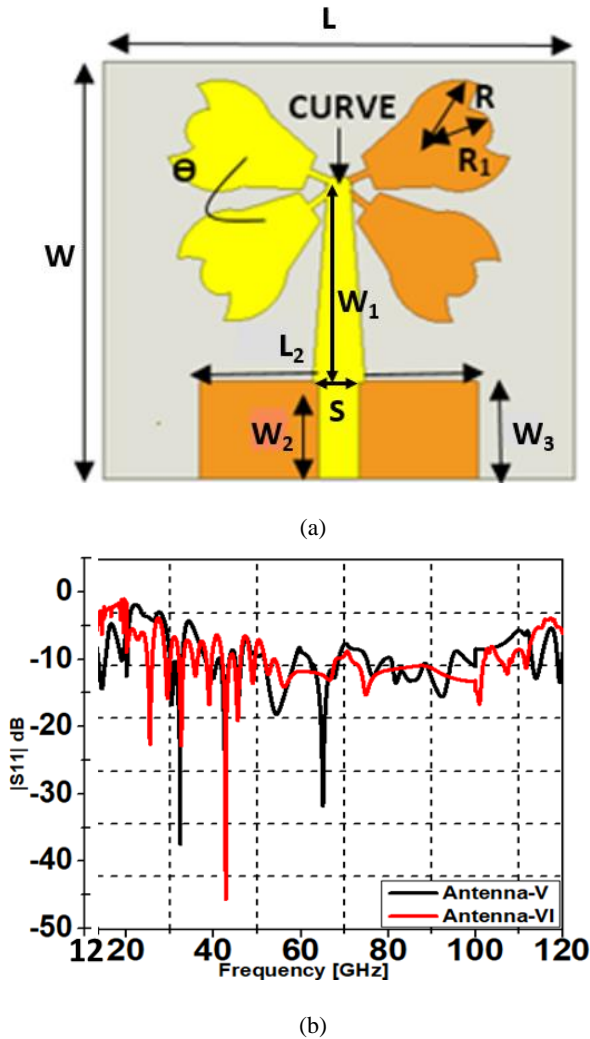 L
CURVE
R
R1
Ɵ
W
W1
L2
S
W2
W3
(a)
0
-10
-20
-30
-40
-50
|S11| dB
Antenna-V
Antenna-VI
12 20 40 60 80 100 120
Frequency [GHz]
(b)